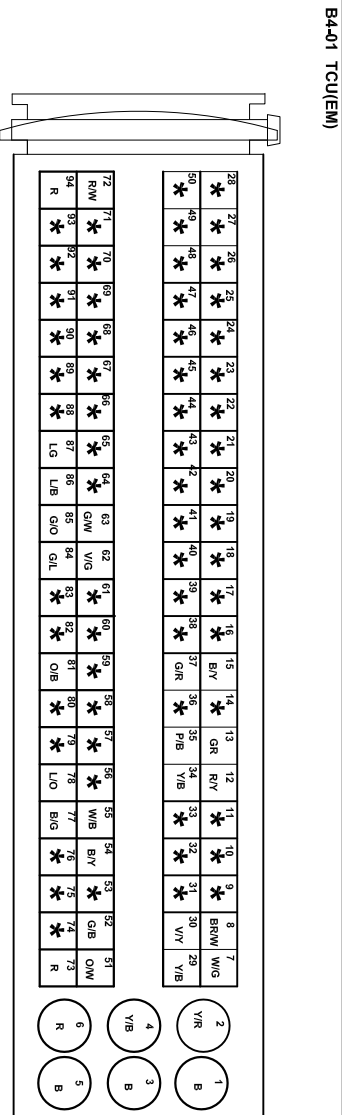 B4-01 TCU(EM)
28 27 26 25 24 23 22 21 20 19 18 17 16 15 14 13 12 11 10 9 8 7
* * * * * * * * * * * * * B/Y * GR R/Y * * * BR/W W/G
50 49 48 47 46 45 44 43 42 41 40 39 38 37 36 35 34 33 32 31 30 29
* * * * * * * * * * * * * G/R * P/B Y/B * * * V/Y Y/B
2 1
Y/R B
4 3
Y/B B
72 71 70 69 68 67 66 65 64 63 62 61 60 59 58 57 56 55 54 53 52 51
R/W * * * * * * * * G/W V/G * * * * * * W/B B/Y * G/B O/W
94 93 92 91 90 89 88 87 86 85 84 83 82 81 80 79 78 77 76 75 74 73
R * * * * * * LG L/B G/O G/L * * O/B * * L/O B/G * * * R
6 5
R B